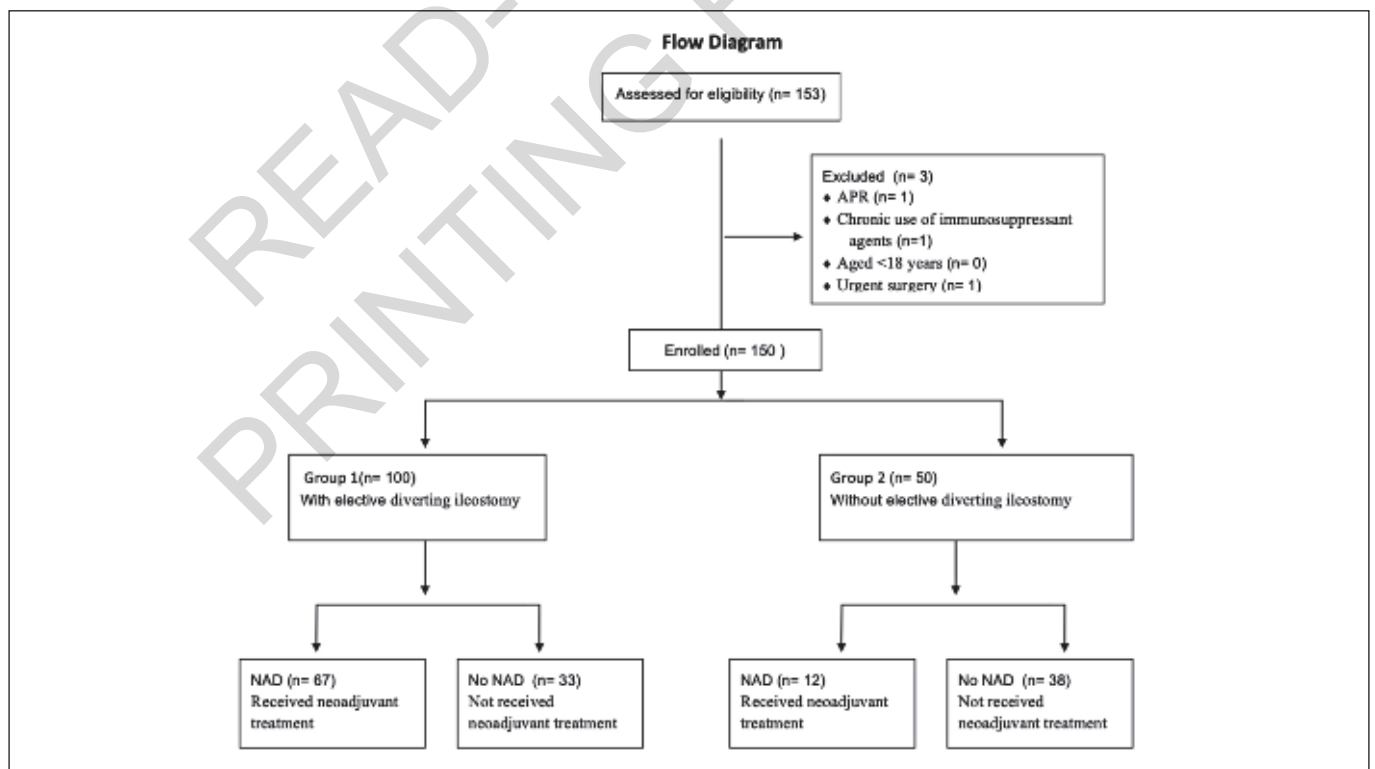 Flow Diagram
Assessed for eligibility (n= 153)
Excluded (n= 3)
♦ APR (n= 1)
♦ Chronic use of immunosuppressant
agents (n=1)
♦ Aged <18 years (n= 0)
♦ Urgent surgery (n= 1)
Enrolled (n= 150 )
Group 1(n= 100)
With elective diverting ileostomy
Group 2 (n= 50)
Without elective diverting ileostomy
NAD (n= 67)
Received neoadjuvant
treatment
No NAD (n= 33)
Not received
neoadjuvant treatment
NAD (n= 12)
Received neoadjuvant
treatment
No NAD (n= 38)
Not received
neoadjuvant treatment
READ-
PRINTING